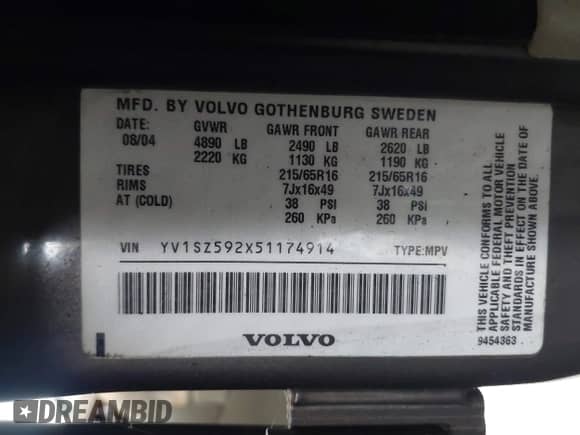 MFD. BY VOLVO GOTHENBURG SWEDEN
DATE: GVWR GAWR FRONT GAWR REAR
08/04 4890 LB 2490 LB 2620 LB
2220 KG 1130 KG 1190 KG
TIRES 215/65R16 215/65R16
RIMS 7Jx16x49 7Jx16x49
AT (COLD) 38 PSI 38 PSI
260 KPa 260 KPa
VIN YV1SZ592X51174914 TYPE:MPV
VOLVO
THIS VEHICLE CONFORMS TO ALL
APPLICABLE FEDERAL MOTOR VEHICLE
SAFETY AND THEFT PREVENTION
STANDARDS IN EFFECT ON THE DATE OF
MANUFACTURE SHOWN ABOVE.
9454363
DREAMBID